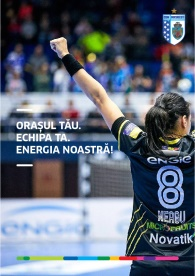 ORAȘUL TĂU.
ECHIPA TA.
ENERGIA NOASTRĂ!
ENGIE
8
NEAGU
Novatik